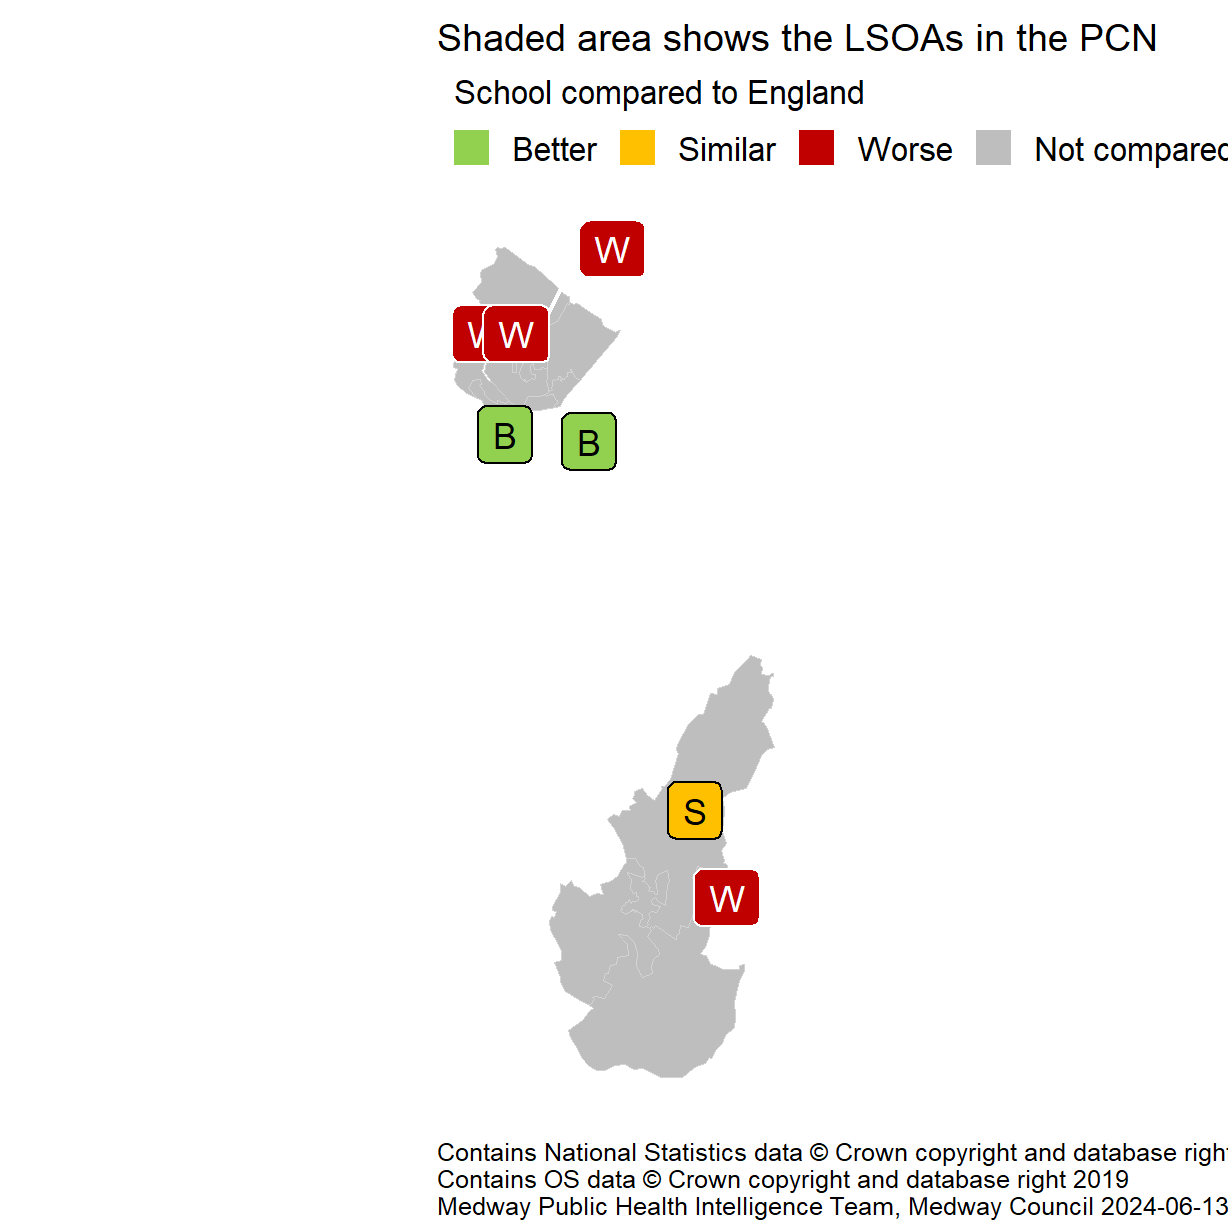 Shaded area shows the LSOAs in the PCN
School compared to England
Better Similar Worse Not compared
W
W W
B B
S
W
Contains National Statistics data © Crown copyright and database right
Contains OS data © Crown copyright and database right 2019
Medway Public Health Intelligence Team, Medway Council 2024-06-13